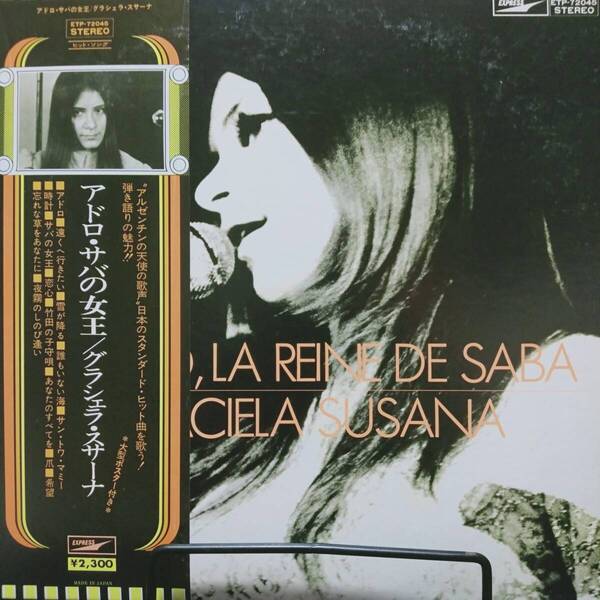 アドロ・サバの女王/グラシェラ・スサーナ
ETP-72045
STEREO
ヒット・ソング
"アルゼンチンの天使の歌声"日本のスタンダード・ヒット曲を歌う!
弾き語りの魅力!!
*大型ポスター付き*
アドロ・サバの女王/グラシェラ・スサーナ
■アドロ■遠くへ行きたい■雪が降る■誰もいない海■サン・トワ・マミー
■時計■サバの女王■恋心■竹田の子守唄■あなたのすべてを■爪■希望
■忘れな草をあなたに■夜霧のしのび逢い
EXPRESS
¥2,300
MADE IN JAPAN
EXPRESS
ETP-72045
STEREO
, LA REINE DE SABA
ACIELA SUSANA